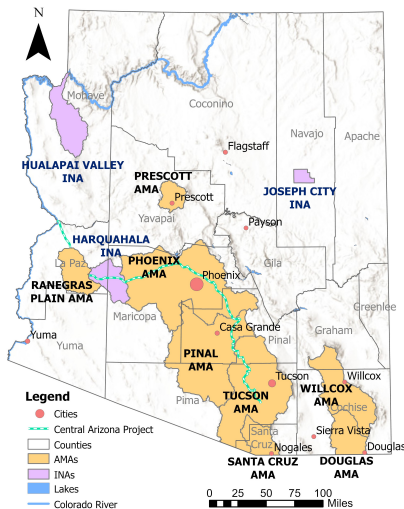 N
Mohave
Coconino
Navajo
Apache
Flagstaff
HUALAPAI VALLEY
INA
PRESCOTT
AMA
JOSEPH CITY
INA
Prescott
Yavapai
Payson
HARQUAHALA
INA
PHOENIX
AMA
La Paz
Gila
Phoenix
RANEGRAS
PLAIN AMA
Maricopa
Greenlee
Graham
Yuma
Yuma
Casa Grande
Pinal
PINAL
AMA
Tucson
Willcox
WILLCOX
AMA
Cochise
Pima
TUCSON
AMA
Santa
Cruz
Sierra Vista
Nogales
Douglas
SANTA CRUZ
AMA
DOUGLAS
AMA
Legend
Cities
Central Arizona Project
Counties
AMAs
INAs
Lakes
Colorado River
0 25 50 75 100
Miles